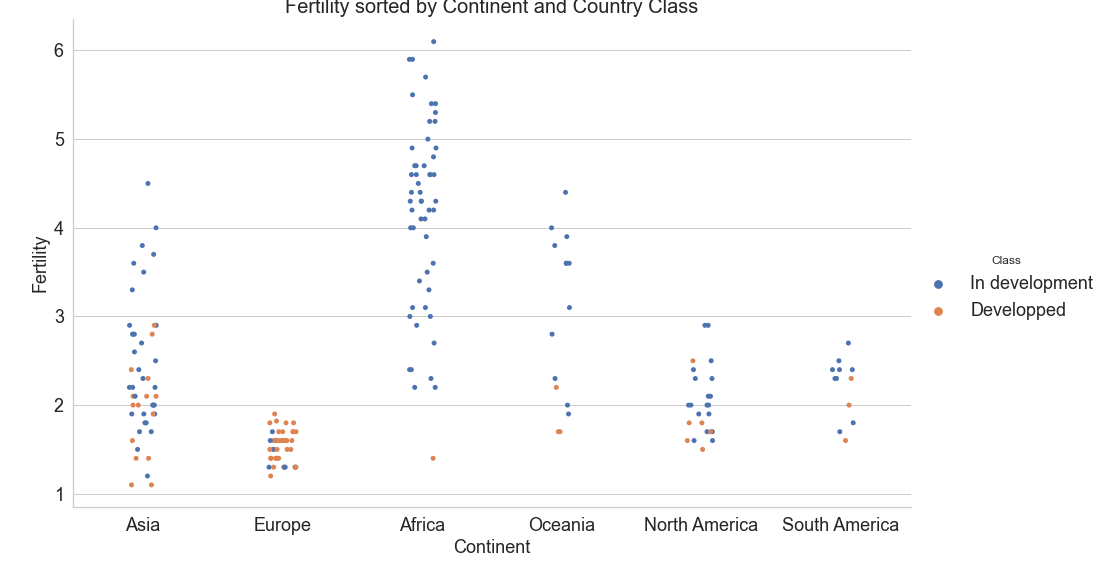 Fertility sorted by Continent and Country Class
6
5
4
3
2
1
Fertility
Asia Europe Africa Oceania North America South America
Continent
Class
In development
Developped